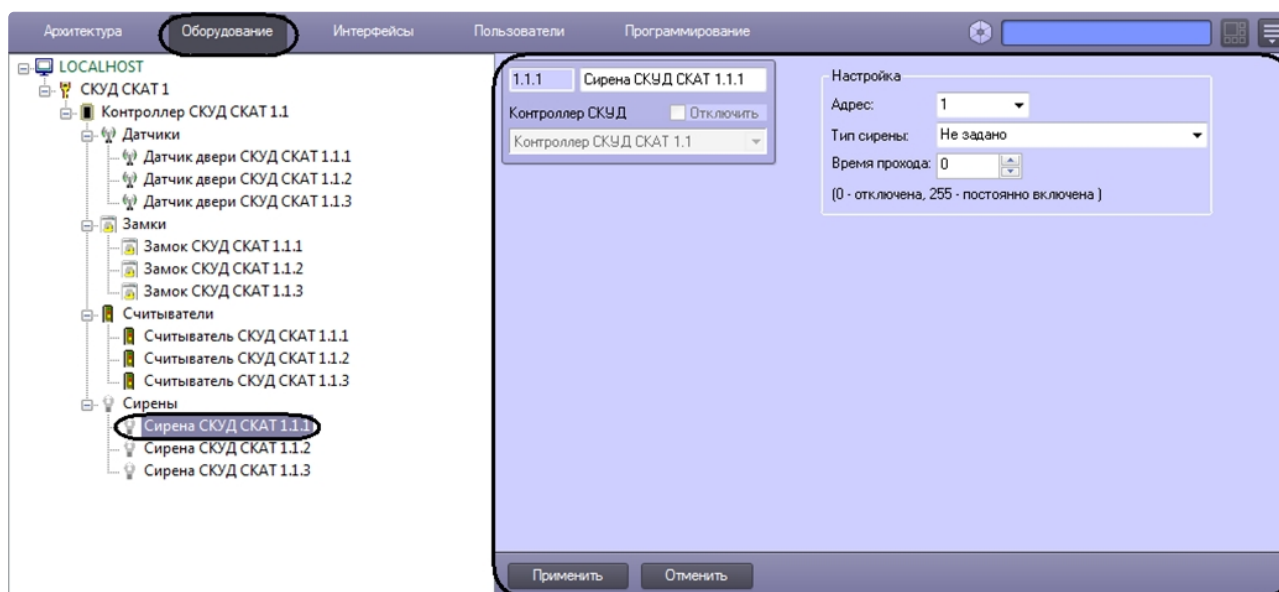 Архитектура Оборудование Интерфейсы Пользователи Программирование
LOCALHOST
СКУД СКАТ 1
Контроллер СКУД СКАТ 1.1
Датчики
Датчик двери СКУД СКАТ 1.1.1
Датчик двери СКУД СКАТ 1.1.2
Датчик двери СКУД СКАТ 1.1.3
Замки
Замок СКУД СКАТ 1.1.1
Замок СКУД СКАТ 1.1.2
Замок СКУД СКАТ 1.1.3
Считыватели
Считыватель СКУД СКАТ 1.1.1
Считыватель СКУД СКАТ 1.1.2
Считыватель СКУД СКАТ 1.1.3
Сирены
Сирена СКУД СКАТ 1.1.1
Сирена СКУД СКАТ 1.1.2
Сирена СКУД СКАТ 1.1.3
1.1.1 Сирена СКУД СКАТ 1.1.1
Контроллер СКУД Отключить
Контроллер СКУД СКАТ 1.1
Настройка
Адрес: 1
Тип сирены: Не задано
Время прохода: 0
(0 - отключена, 255 - постоянно включена )
Применить Отменить